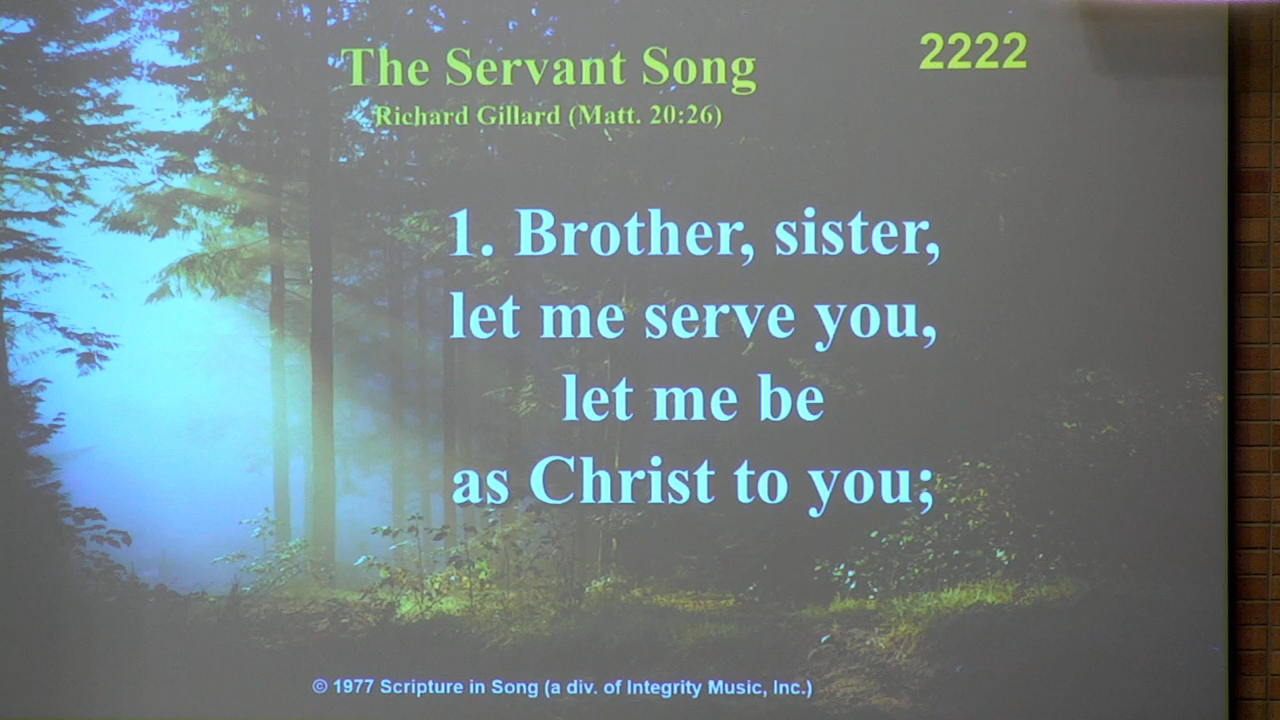 The Servant Song
2222
Richard Gillard (Matt. 20:26)
1. Brother, sister,
let me serve you,
let me be
as Christ to you;
© 1977 Scripture in Song (a div. of Integrity Music, Inc.)